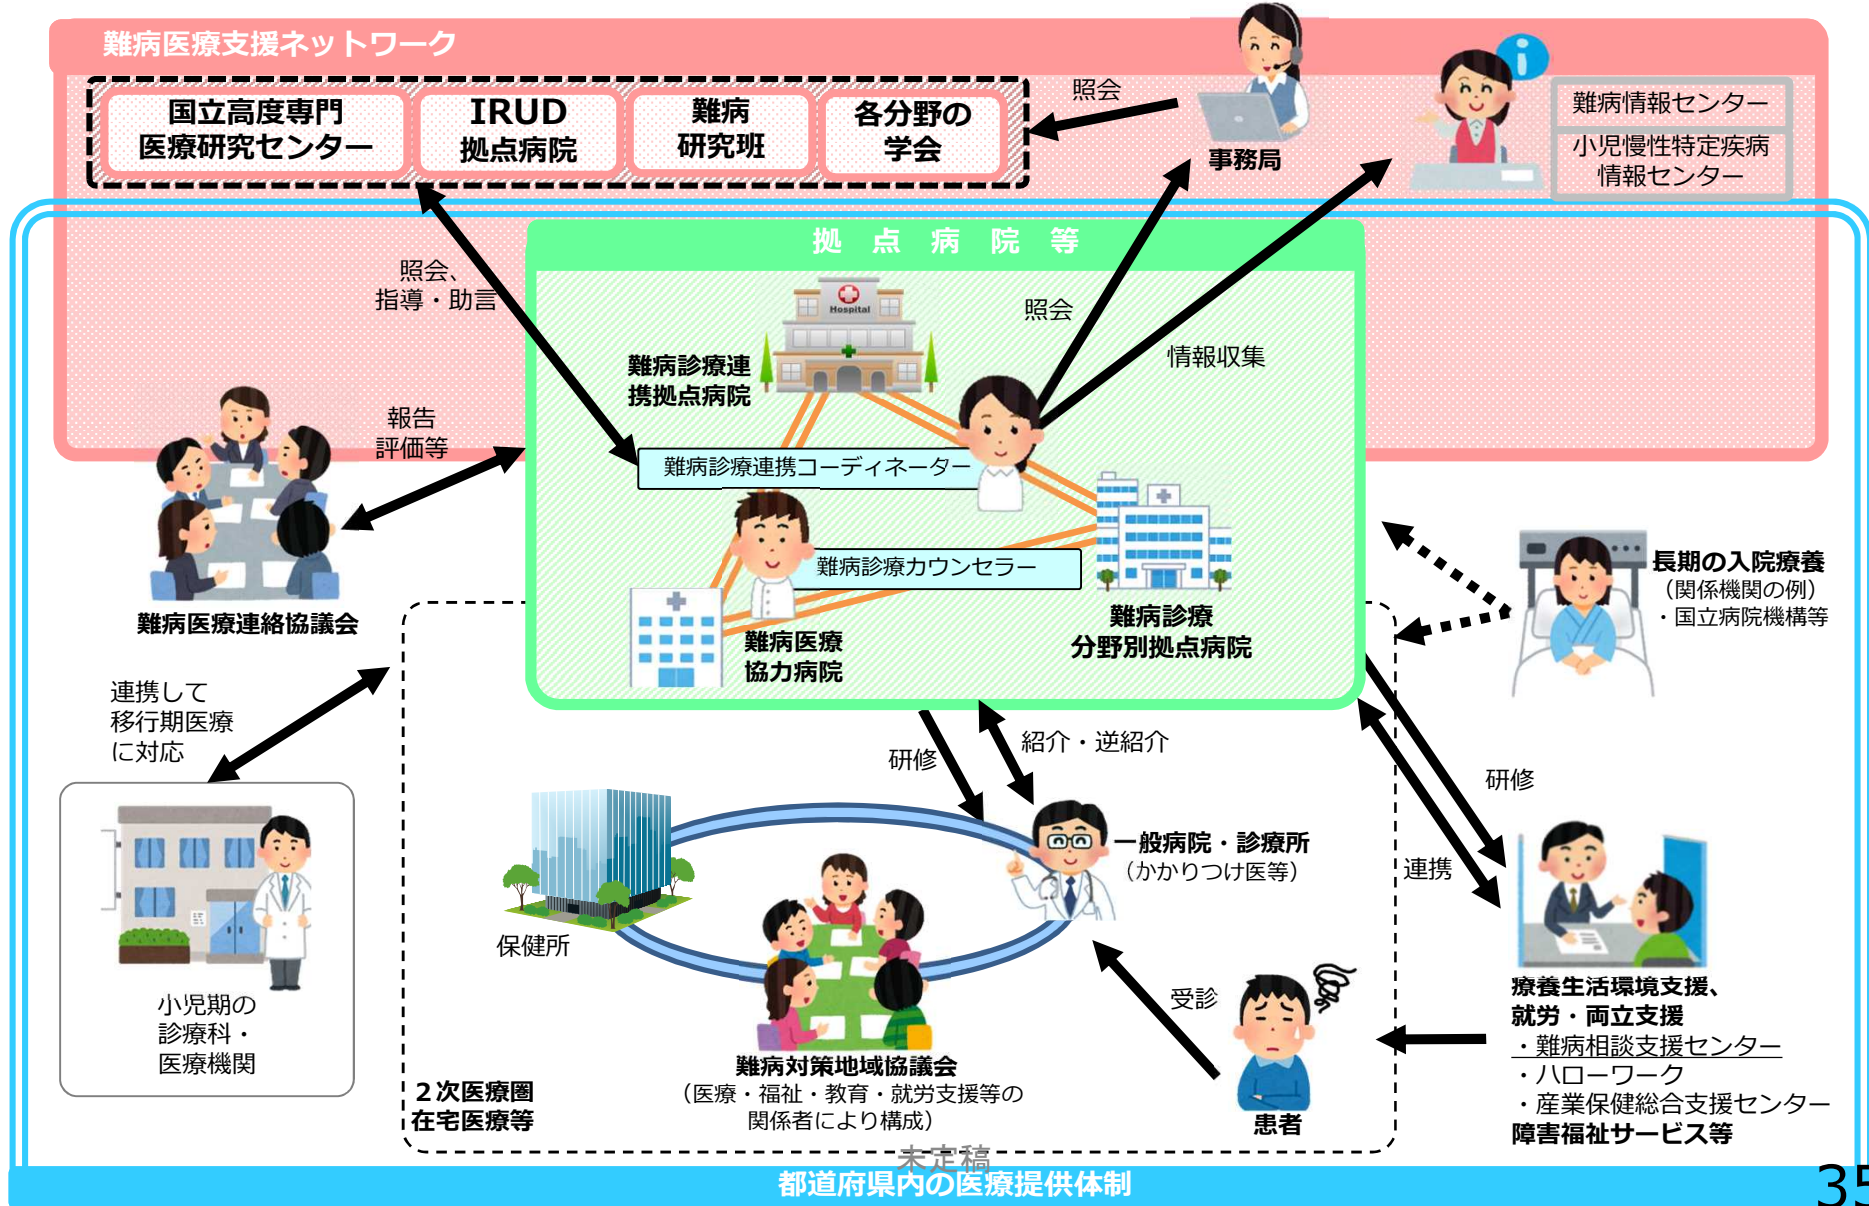 難病医療支援ネットワーク
国立高度専門
医療研究センター
IRUD
拠点病院
難病
研究班
各分野の
学会
照会
事務局
難病情報センター
小児慢性特定疾病
情報センター
拠点病院等
照会、
指導・助言
照会
情報収集
Hospital
難病診療連
携拠点病院
報告
評価等
難病診療連携コーディネーター
難病診療カウンセラー
難病医療連絡協議会
難病医療
協力病院
難病診療
分野別拠点病院
長期の入院療養
（関係機関の例）
・国立病院機構等
連携して
移行期医療
に対応
研修
紹介・逆紹介
研修
連携
一般病院・診療所
（かかりつけ医等）
保健所
受診
小児期の
診療科・
医療機関
難病対策地域協議会
（医療・福祉・教育・就労支援等の
関係者により構成）
２次医療圏
在宅医療等
患者
療養生活環境支援、
就労・両立支援
・難病相談支援センター
・ハローワーク
・産業保健総合支援センター
障害福祉サービス等
未定稿
都道府県内の医療提供体制
35